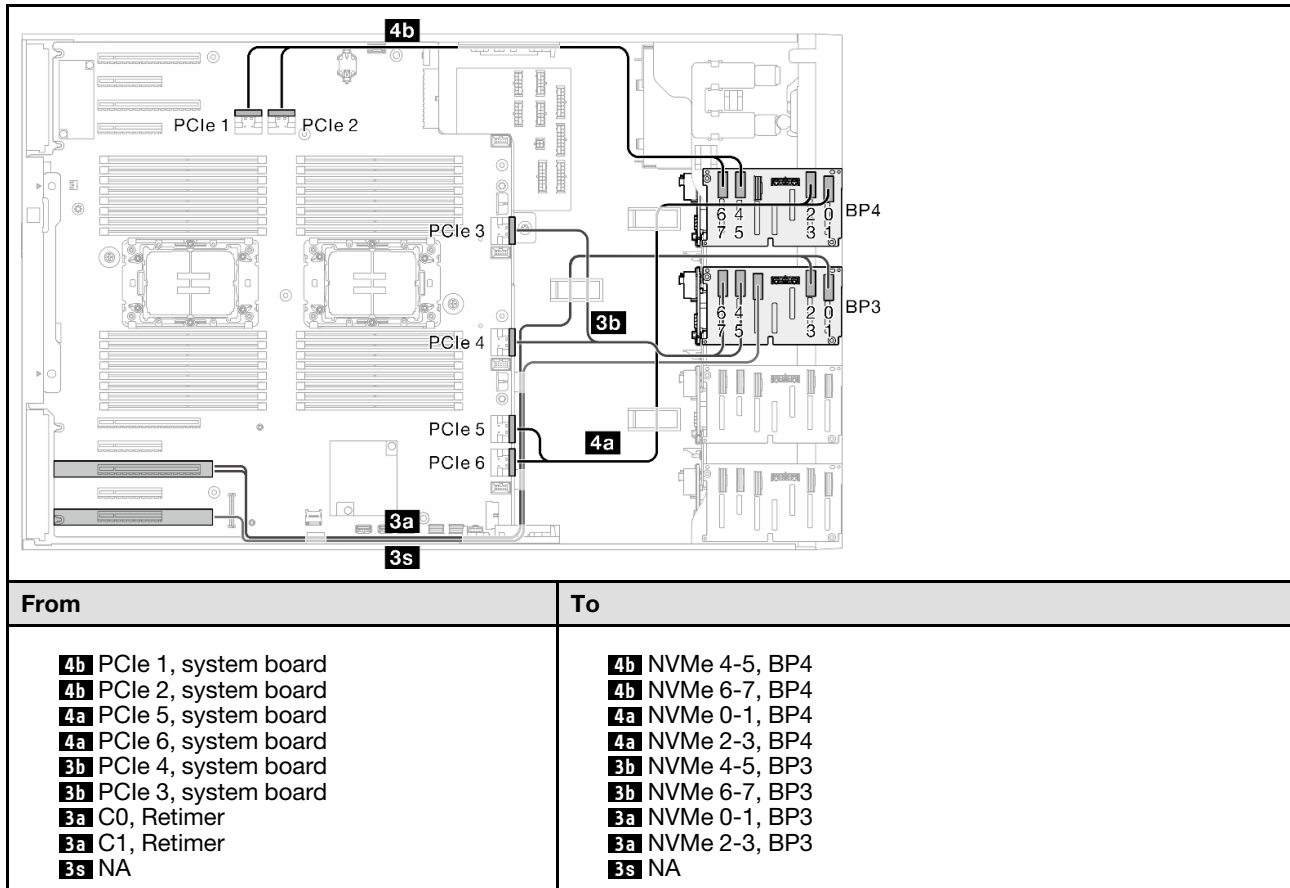 4b
PCIe 1
PCIe 2
PCIe 3
6 4 2 0
7 5 3 1
BP4
3b
6 4 2 0
7 5 3 1
BP3
PCIe 4
PCIe 5
4a
PCIe 6
3a
3s
From To
4b PCIe 1, system board
4b PCIe 2, system board
4a PCIe 5, system board
4a PCIe 6, system board
3b PCIe 4, system board
3b PCIe 3, system board
3a C0, Retimer
3a C1, Retimer
3s NA
4b NVMe 4-5, BP4
4b NVMe 6-7, BP4
4a NVMe 0-1, BP4
4a NVMe 2-3, BP4
3b NVMe 4-5, BP3
3b NVMe 6-7, BP3
3a NVMe 0-1, BP3
3a NVMe 2-3, BP3
3s NA